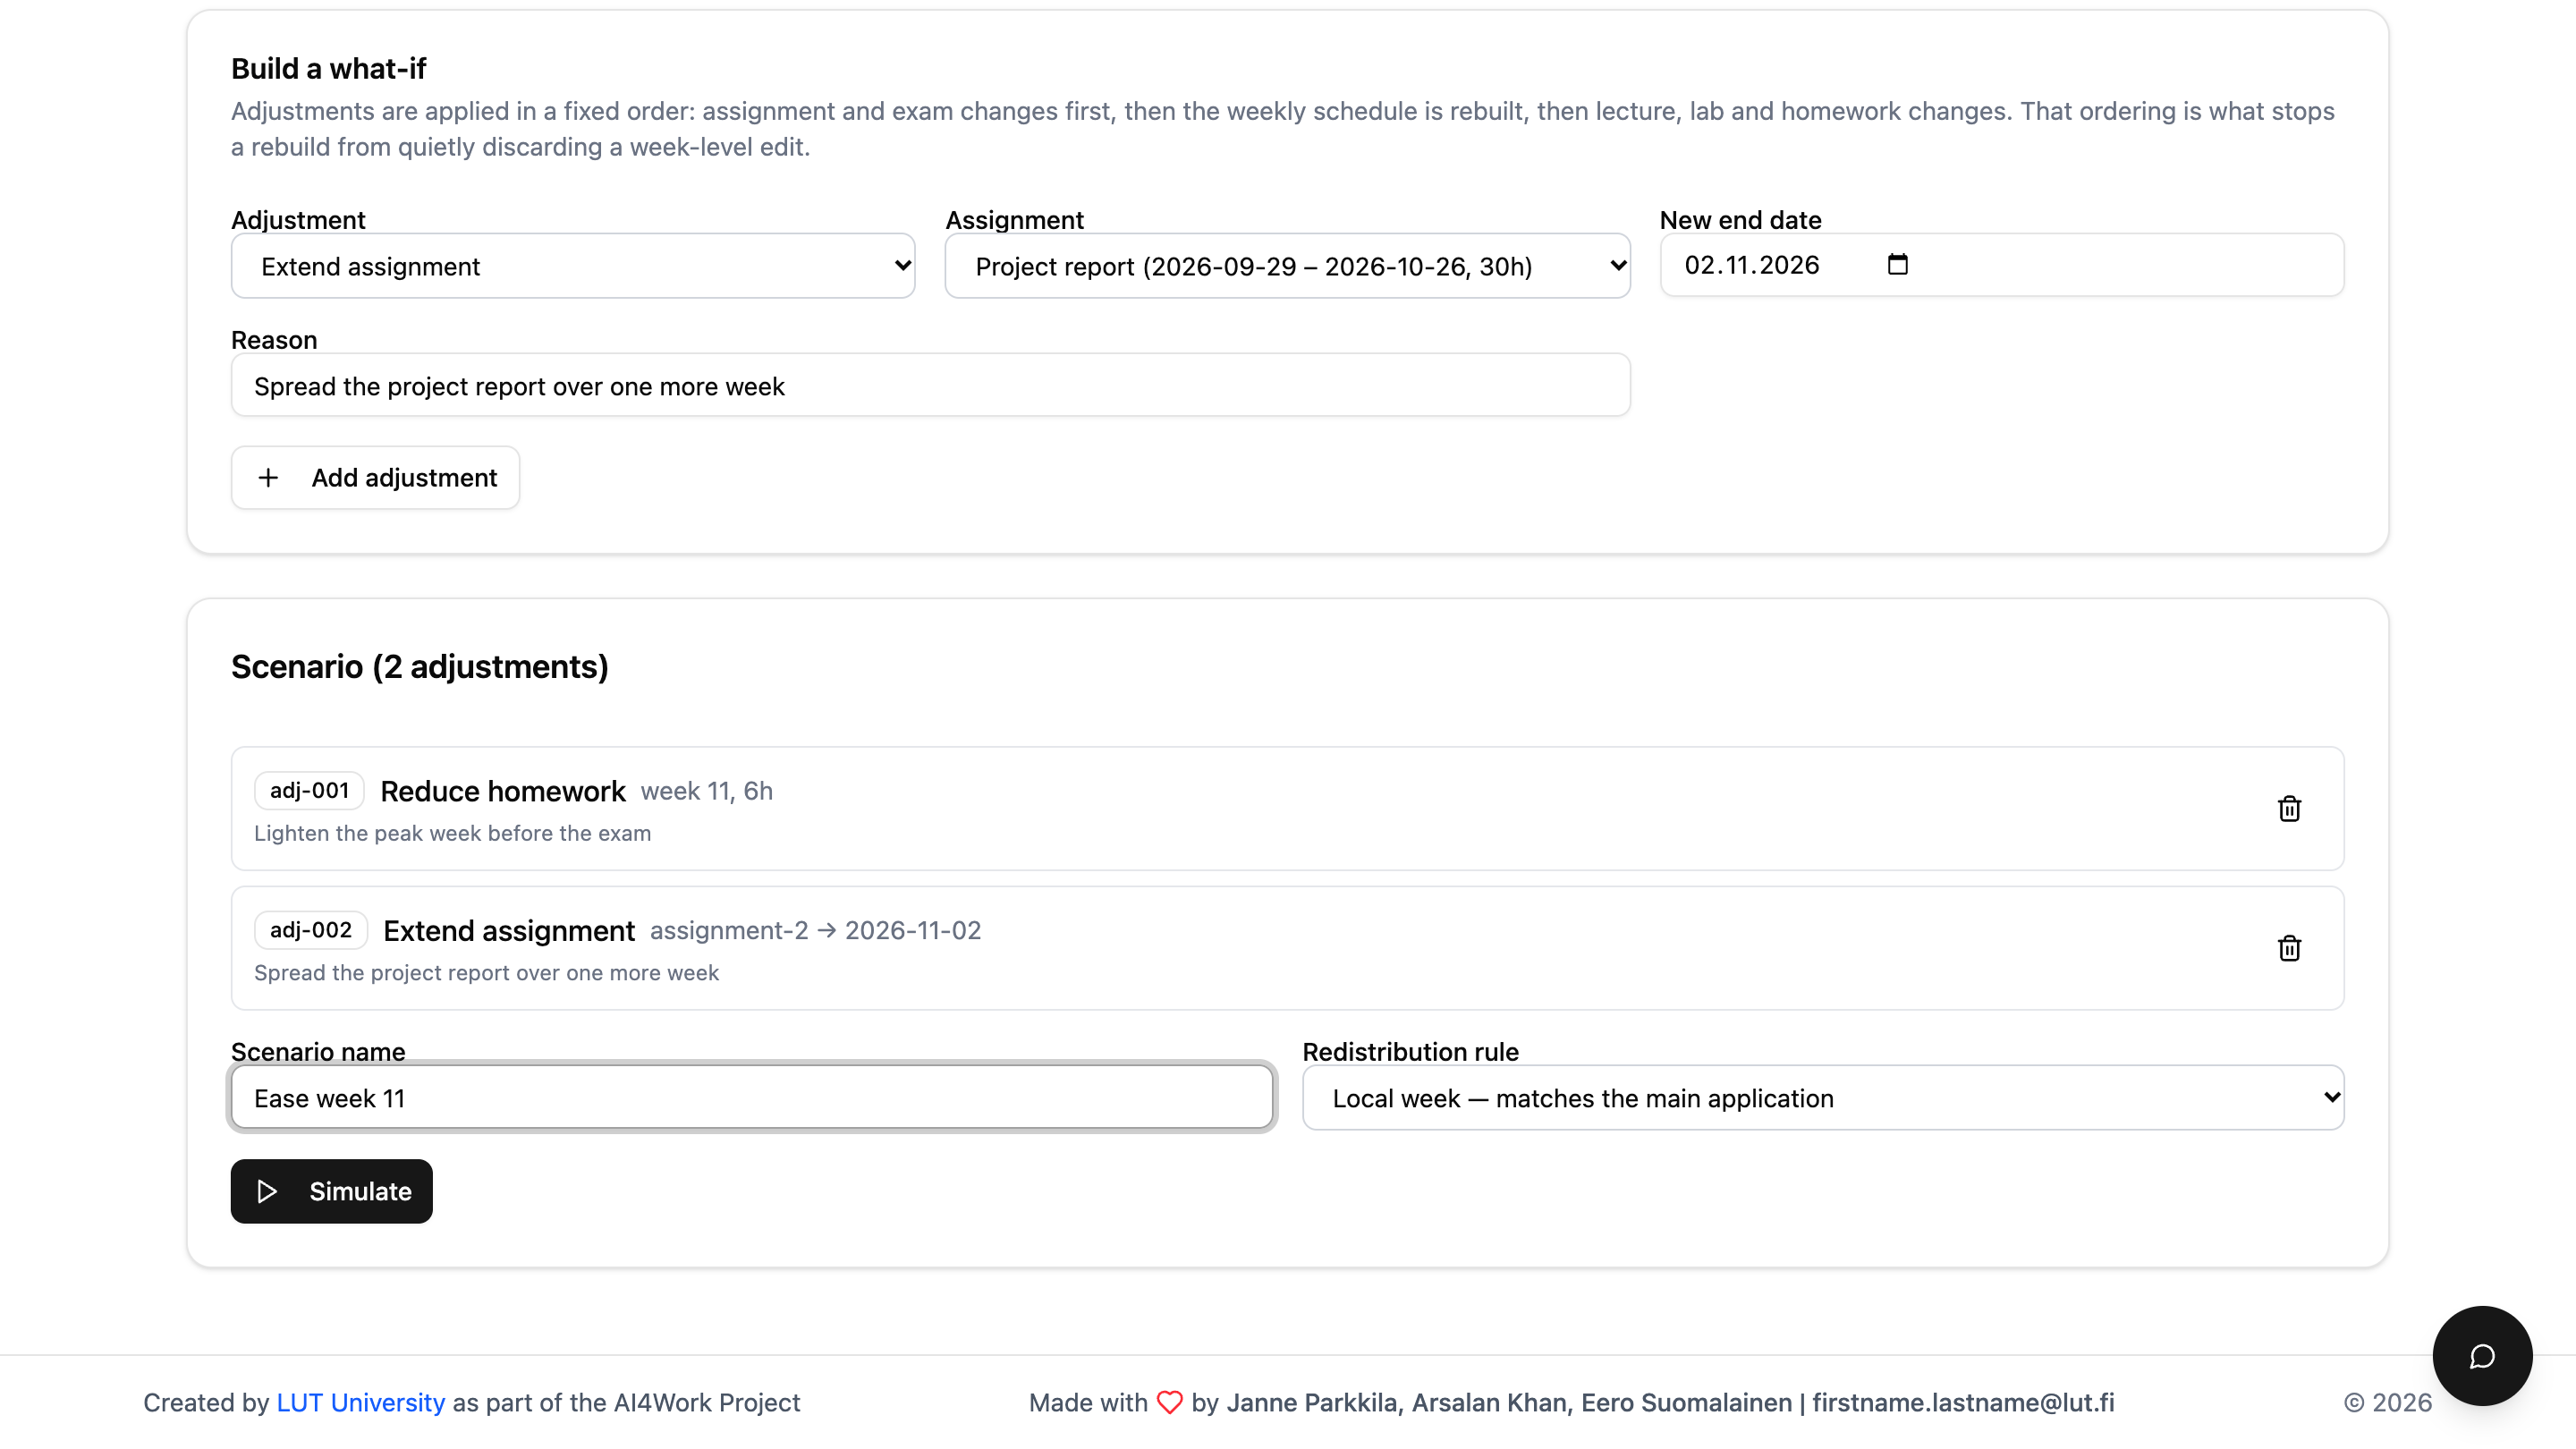 Build a what-if
Adjustments are applied in a fixed order: assignment and exam changes first, then the weekly schedule is rebuilt, then lecture, lab and homework changes. That ordering is what stops
a rebuild from quietly discarding a week-level edit.
Adjustment
Assignment
New end date
Extend assignment
Project report (2026-09-29 – 2026-10-26, 30h)
02.11.2026
Reason
Spread the project report over one more week
Add adjustment
Scenario (2 adjustments)
adj-001 Reduce homework week 11, 6h
Lighten the peak week before the exam
adj-002 Extend assignment assignment-2 → 2026-11-02
Spread the project report over one more week
Scenario name
Redistribution rule
Ease week 11
Local week — matches the main application
Simulate
Created by LUT University as part of the AI4Work Project
Made with ♡ by Janne Parkkila, Arsalan Khan, Eero Suomalainen | firstname.lastname@lut.fi
© 2026